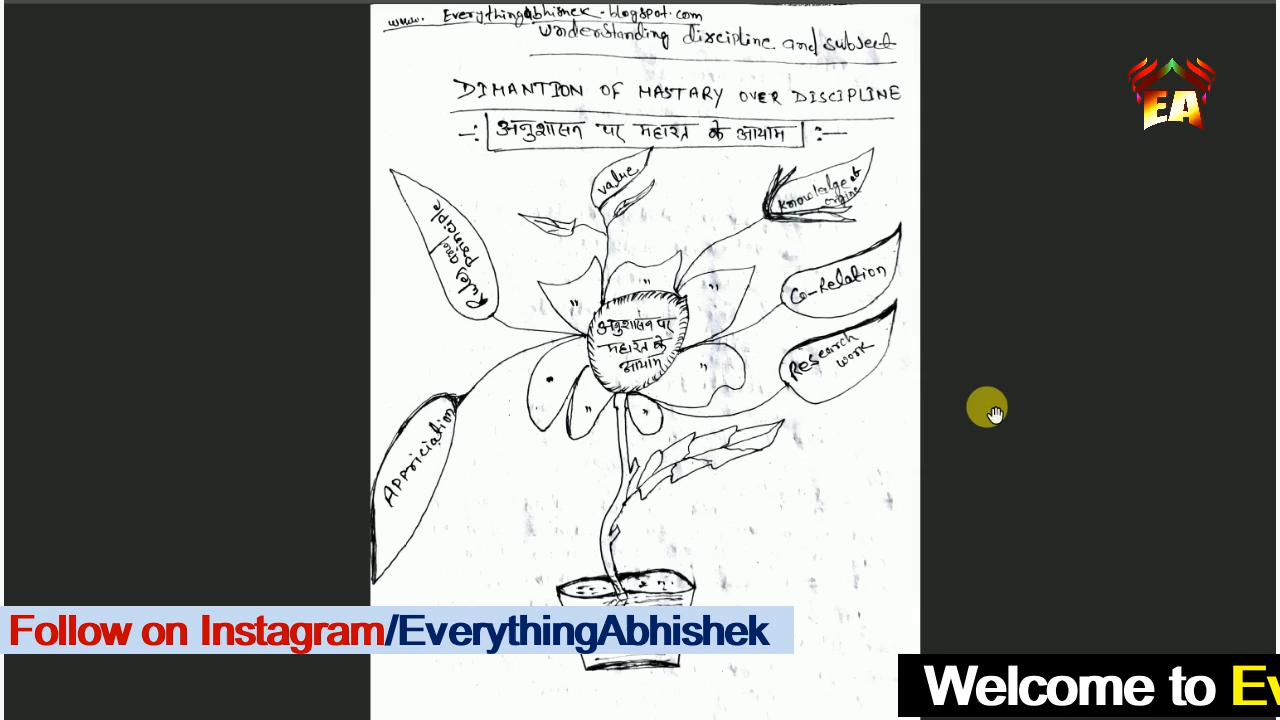 www. EverythingAbhishek.blogspot.com
Understanding discipline and subject
DIMANTION OF MASTARY OVER DISCIPLINE
-: अनुशासन पर महारत के आयाम :-
EA
value
Knowledge of
orgine
Rules and
principle
Co-Relation
अनुशासन पर
महारत के
आयाम
Research
work
Appriciation
Follow on Instagram/EverythingAbhishek
Welcome to Ev